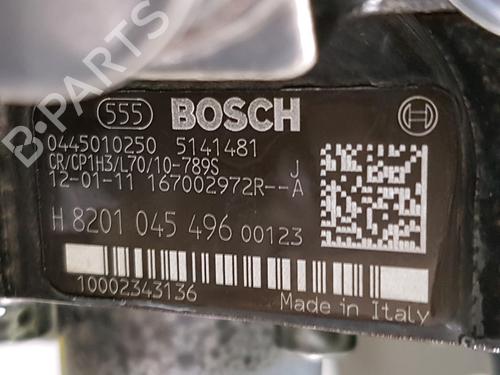 B-PARTS
555 BOSCH
0445010250 5141481
CR/CP1H3/L70/10-789S J
12-01-11 167002972R--A
H 8201 045 496 00123
10002343136
Made in Italy